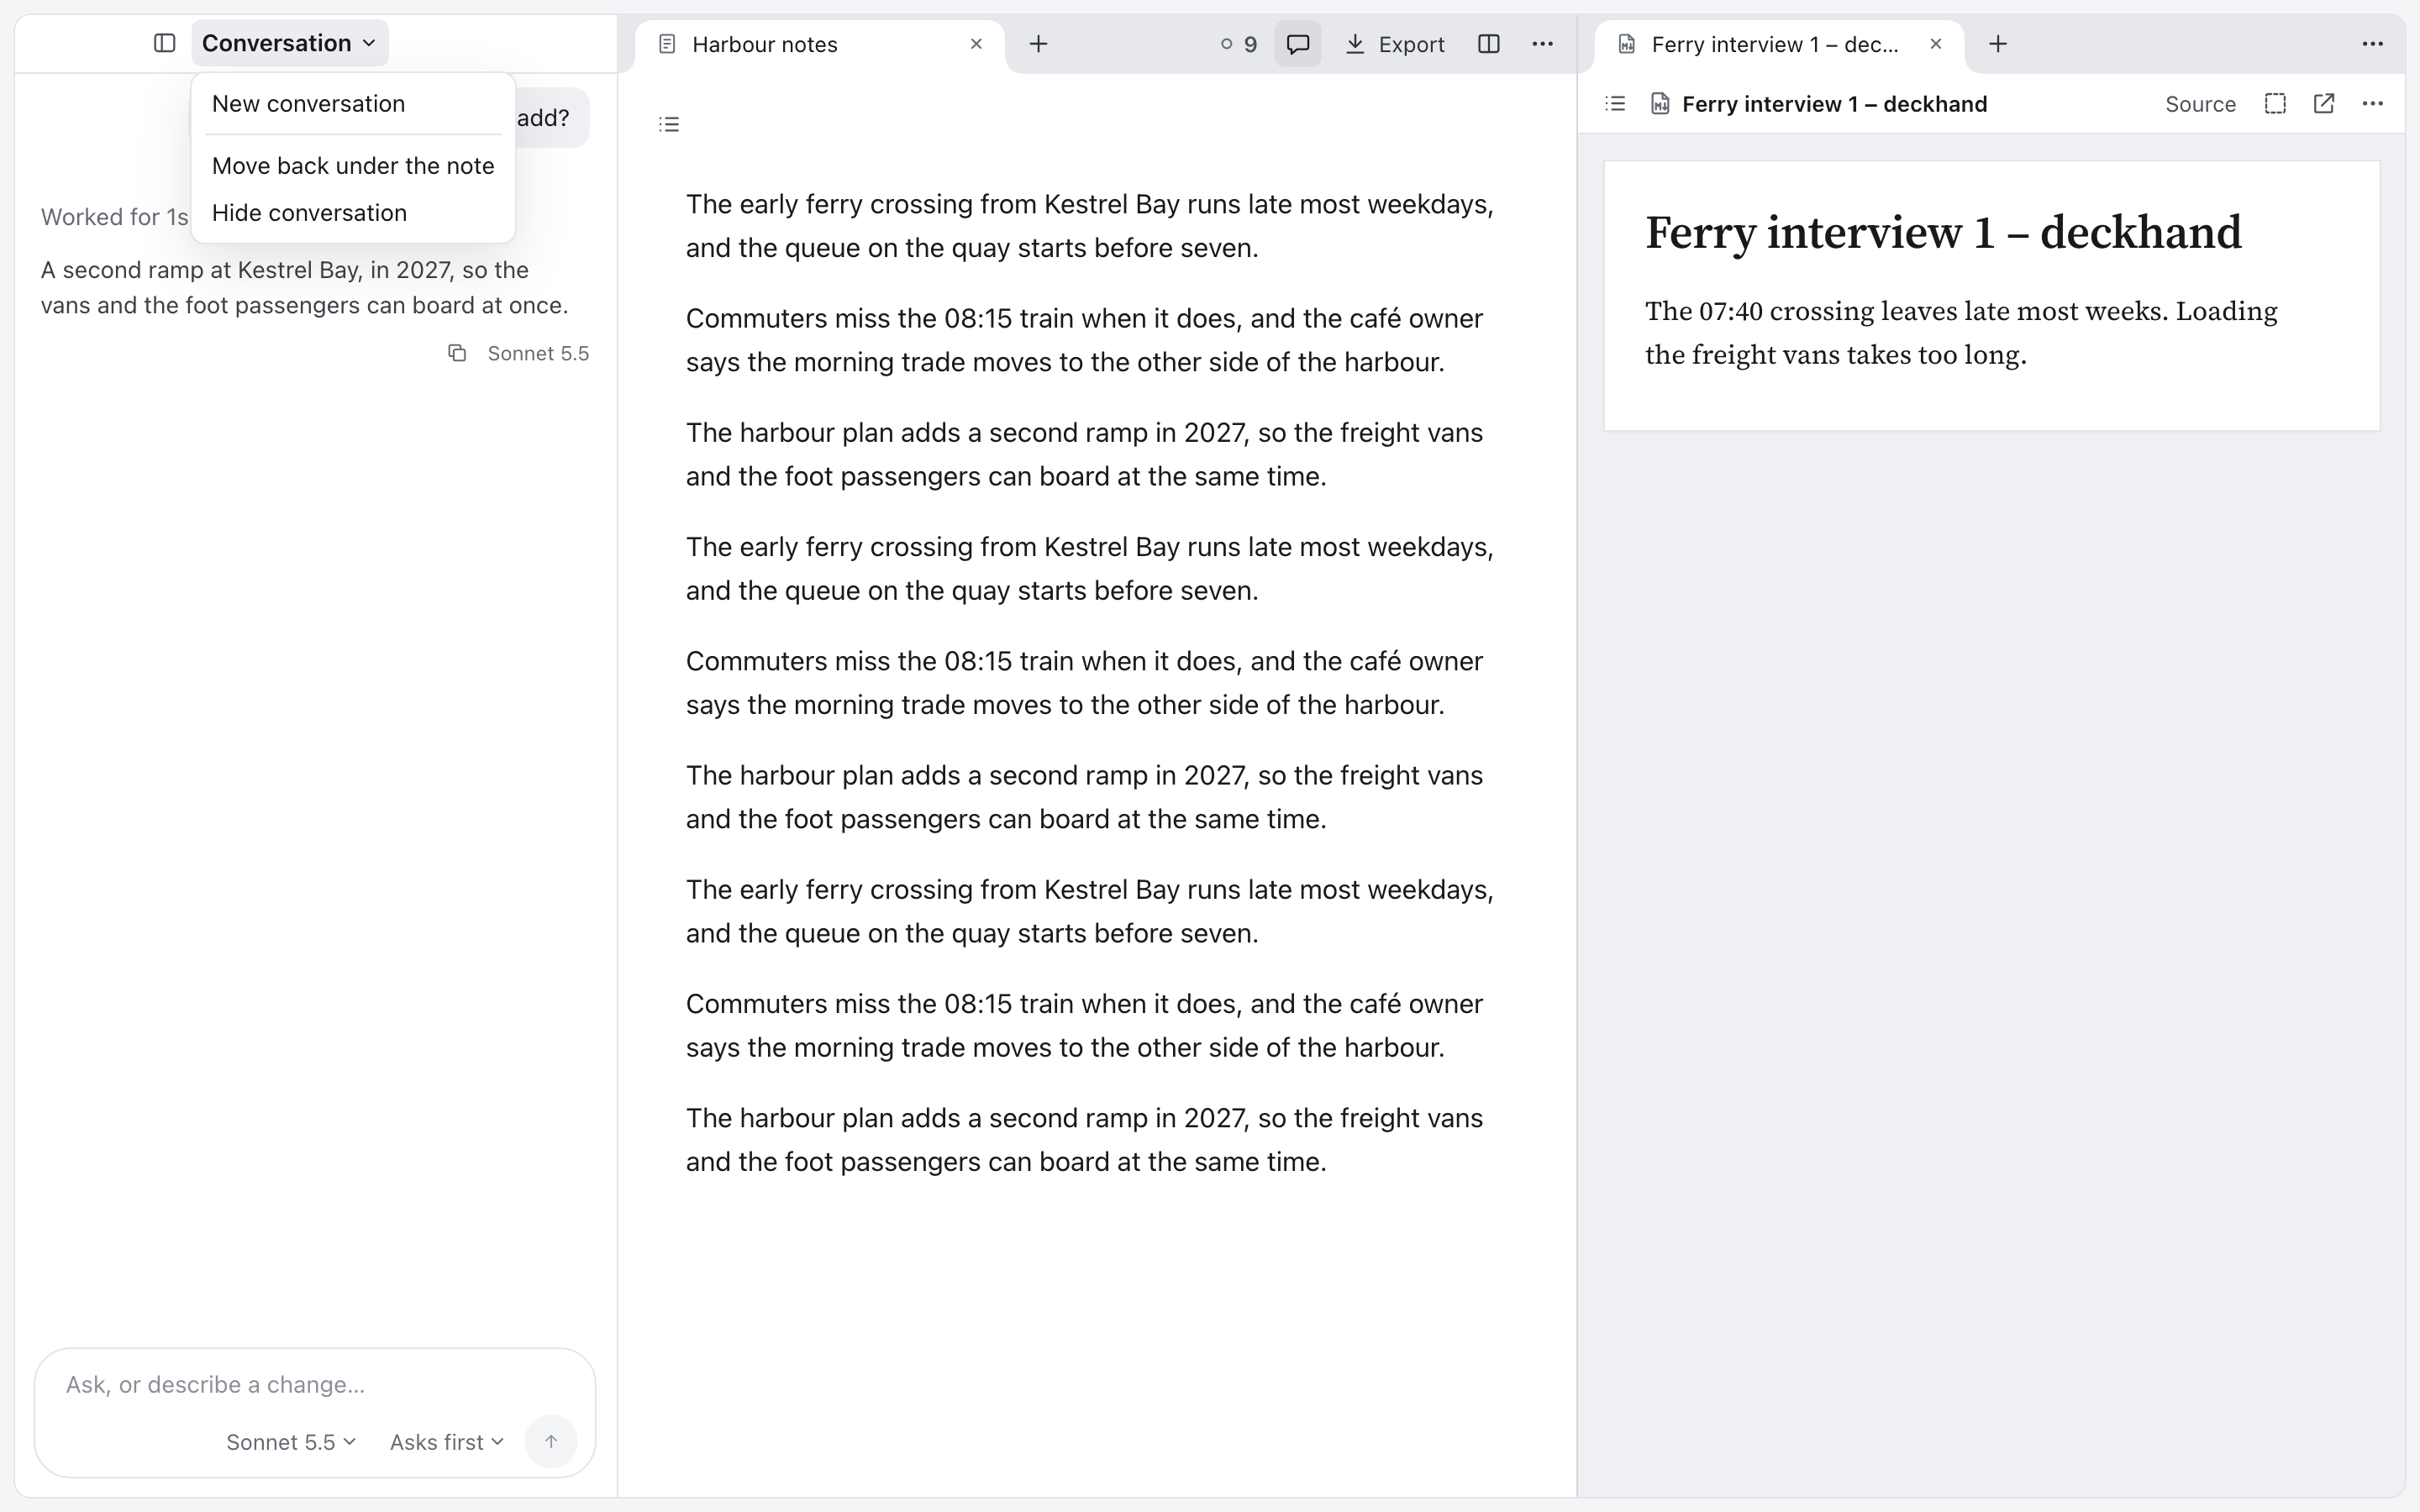 Conversation
New conversation
Move back under the note
Hide conversation
add?
Worked for 1s
A second ramp at Kestrel Bay, in 2027, so the
vans and the foot passengers can board at once.
Sonnet 5.5
Ask, or describe a change...
Sonnet 5.5
Asks first
Harbour notes
9
Export
The early ferry crossing from Kestrel Bay runs late most weekdays,
and the queue on the quay starts before seven.
Commuters miss the 08:15 train when it does, and the café owner
says the morning trade moves to the other side of the harbour.
The harbour plan adds a second ramp in 2027, so the freight vans
and the foot passengers can board at the same time.
The early ferry crossing from Kestrel Bay runs late most weekdays,
and the queue on the quay starts before seven.
Commuters miss the 08:15 train when it does, and the café owner
says the morning trade moves to the other side of the harbour.
The harbour plan adds a second ramp in 2027, so the freight vans
and the foot passengers can board at the same time.
The early ferry crossing from Kestrel Bay runs late most weekdays,
and the queue on the quay starts before seven.
Commuters miss the 08:15 train when it does, and the café owner
says the morning trade moves to the other side of the harbour.
The harbour plan adds a second ramp in 2027, so the freight vans
and the foot passengers can board at the same time.
Ferry interview 1 – dec...
Ferry interview 1 – deckhand
Source
Ferry interview 1 – deckhand
The 07:40 crossing leaves late most weeks. Loading
the freight vans takes too long.